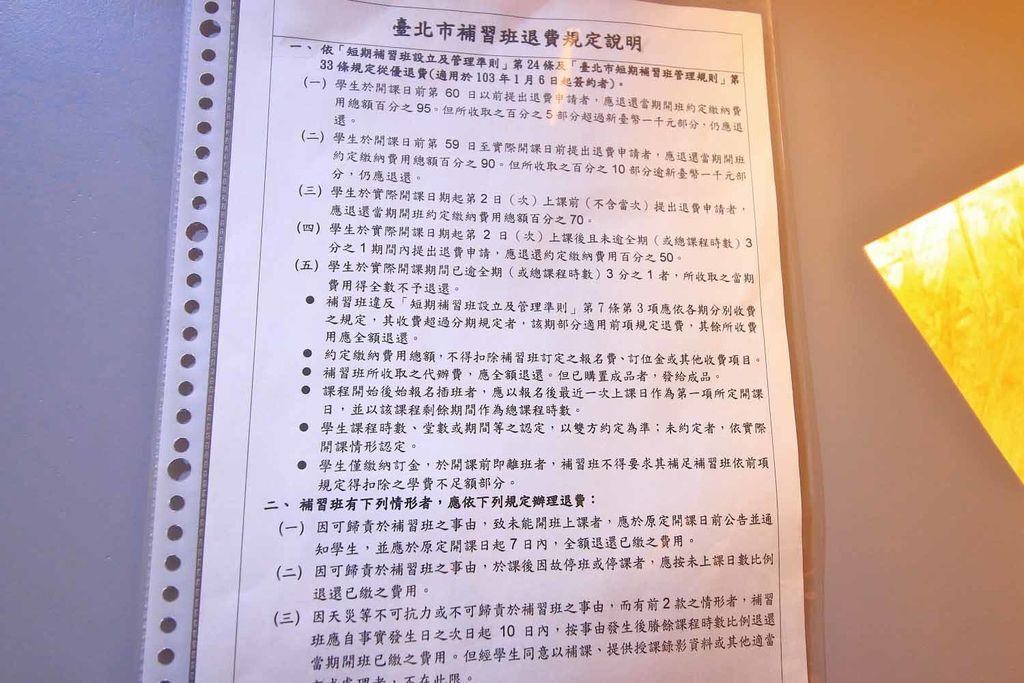 臺北市補習班退費規定說明
一、依「短期補習班設立及管理準則」第24條及「臺北市短期補習班管理規則」第
33條規定從優退費(適用於103年1月6日起簽約者)。
(一) 學生於開課日前第 60 日以前提出退費申請者，應退還當期開班約定繳納費
用總額百分之 95。但所收取之百分之 5 部分超過新臺幣一千元部分，仍應退
還。
(二) 學生於開課日前第 59 日至實際開課日前提出退費申請者，應退還當期開班
約定繳納費用總額百分之 90。但所收取之百分之 10 部分逾新臺幣一千元部
分，仍應退還。
(三) 學生於實際開課日期起第 2 日（次）上課前（不含當次）提出退費申請者，
應退還當期開班約定繳納費用總額百分之 70。
(四) 學生於實際開課日期起第 2 日（次）上課後且未逾全期（或總課程時數）3
分之 1 期間內提出退費申請，應退還約定繳納費用百分之 50。
(五) 學生於實際開課期間已逾全期（或總課程時數）3 分之 1 者，所收取之當期
費用得全數不予退還。
● 補習班違反「短期補習班設立及管理準則」第 7 條第 3 項應依各期分別收費
之規定，其收費超過分期規定者，該期部分適用前項規定退費，其餘所收費
用應全額退還。
● 約定繳納費用總額，不得扣除補習班訂定之報名費、訂位金或其他收費項目。
● 補習班所收取之代辦費，應全額退還。但已購置成品者，發給成品。
● 課程開始後始報名插班者，應以報名後最近一次上課日作為第一項所定開課
日，並以該課程剩餘期間作為總課程時數。
● 學生課程時數、堂數或期間等之認定，以雙方約定為準；未約定者，依實際
開課情形認定。
● 學生僅繳納訂金，於開課前即離班者，補習班不得要求其補足補習班依前項
規定得扣除之學費不足額部分。
二、補習班有下列情形者，應依下列規定辦理退費：
(一) 因可歸責於補習班之事由，致未能開班上課者，應於原定開課日前公告並通
知學生，並應於原定開課日起 7 日內，全額退還已繳之費用。
(二) 因可歸責於補習班之事由，於課後因故停班或停課者，應按未上課日數比例
退還已繳之費用。
(三) 因天災等不可抗力或不可歸責於補習班之事由，而有前 2 款之情形者，補習
班應自事實發生日之次日起 10 日內，按事由發生後賸餘課程時數比例退還
當期開班已繳之費用。但經學生同意以補課、提供授課錄影資料或其他適當
方式處理者，不在此限。